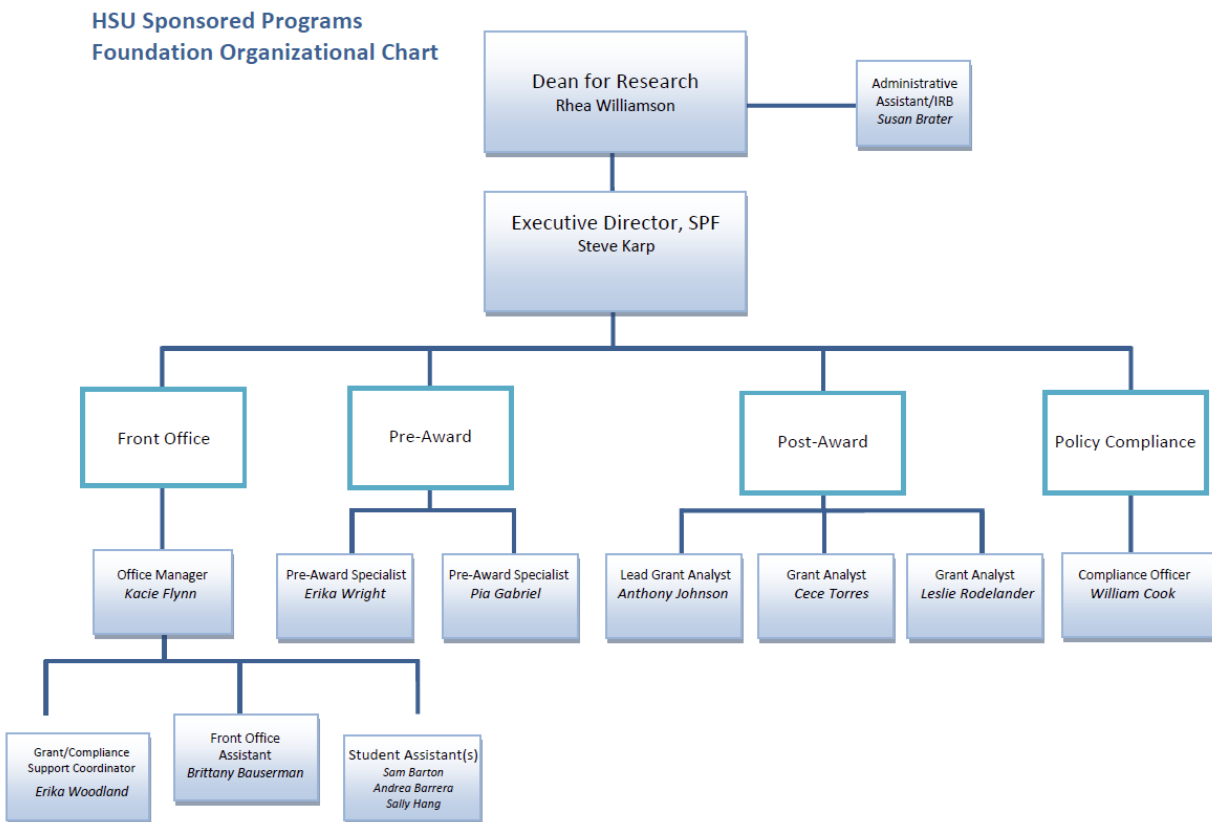 HSU Sponsored Programs
Foundation Organizational Chart
Dean for Research
Rhea Williamson
Administrative
Assistant/IRB
Susan Brater
Executive Director, SPF
Steve Karp
Front Office
Pre-Award
Post-Award
Policy Compliance
Office Manager
Kacie Flynn
Pre-Award Specialist
Erika Wright
Pre-Award Specialist
Pia Gabriel
Lead Grant Analyst
Anthony Johnson
Grant Analyst
Cece Torres
Grant Analyst
Leslie Rodelander
Compliance Officer
William Cook
Grant/Compliance
Support Coordinator
Erika Woodland
Front Office
Assistant
Brittany Bauserman
Student Assistant(s)
Sam Barton
Andrea Barrera
Sally Hang